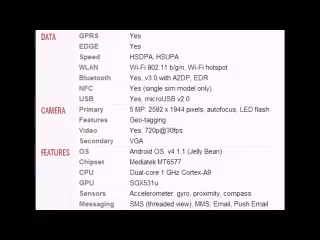 DATA GPRS Yes
EDGE Yes
Speed HSDPA, HSUPA
WLAN Wi-Fi 802.11 b/g/n, Wi-Fi hotspot
Bluetooth Yes, v3.0 with A2DP, EDR
NFC Yes (single sim model only)
USB Yes, microUSB v2.0
CAMERA Primary 5 MP, 2592 x 1944 pixels, autofocus, LED flash
Features Geo-tagging
Video Yes, 720p@30fps
Secondary VGA
FEATURES OS Android OS, v4.1.1 (Jelly Bean)
Chipset Mediatek MT6577
CPU Dual-core 1 GHz Cortex-A9
GPU SGX531u
Sensors Accelerometer, gyro, proximity, compass
Messaging SMS (threaded view), MMS, Email, Push Email